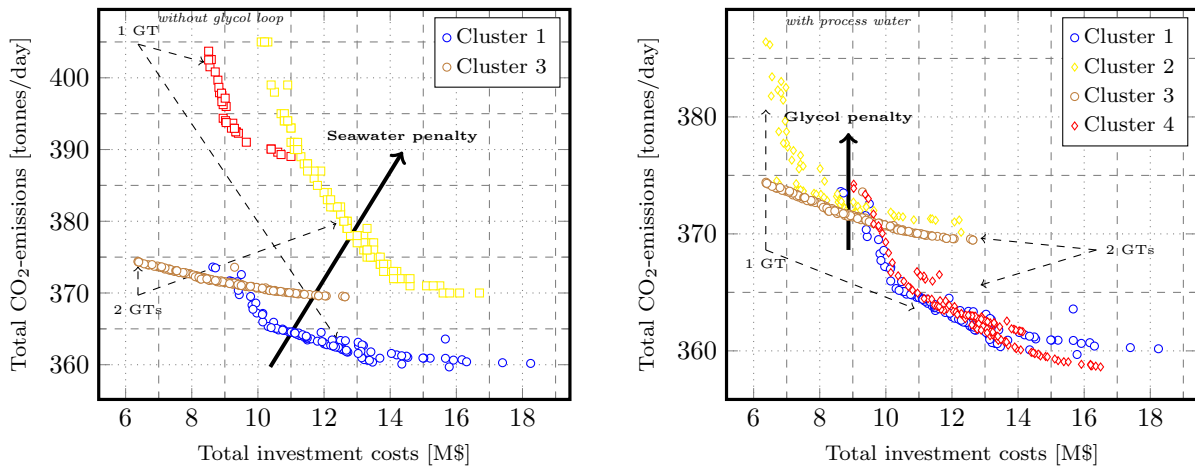 without glycol loop
1 GT
Cluster 1
Cluster 3
Seawater penalty
2 GTs
400
390
380
370
360
6
8
10
12
14
16
18
Total CO₂-emissions [tonnes/day]
Total investment costs [M$]
with process water
Cluster 1
Cluster 2
Cluster 3
Cluster 4
Glycol penalty
1 GT
2 GTs
380
370
360
6
8
10
12
14
16
18
Total CO₂-emissions [tonnes/day]
Total investment costs [M$]